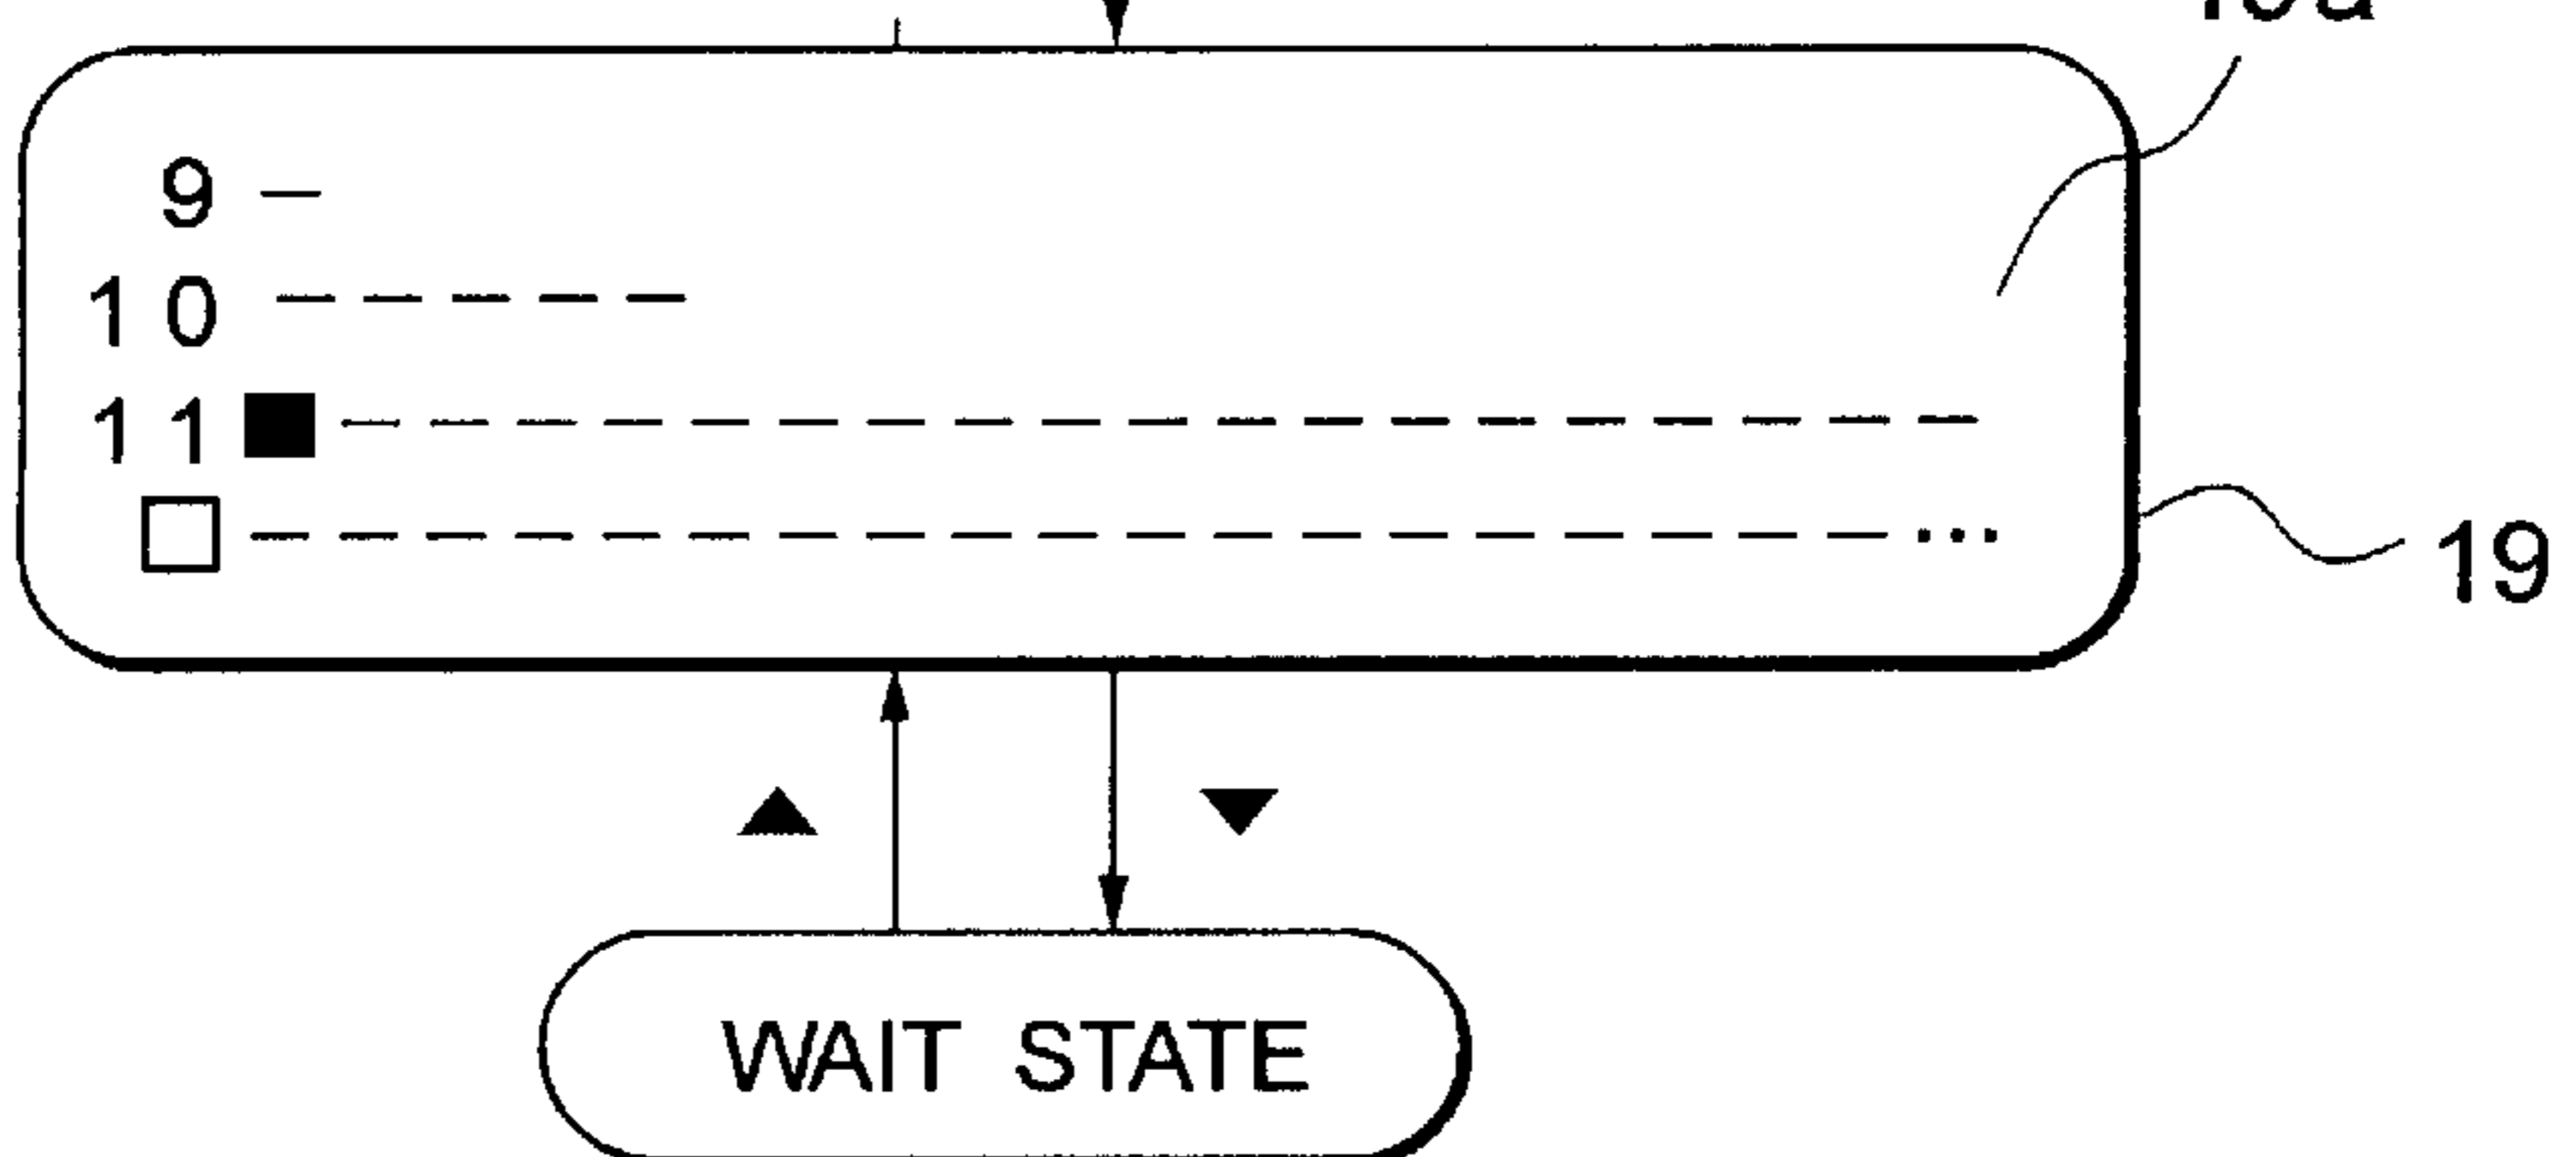 9 —
10 — — — — —
11 ■ — — — — — — — — — — — — — — — — — — —
□ — — — — — — — — — — — — — — — — — — — ...
19
▲ ▼
WAIT STATE